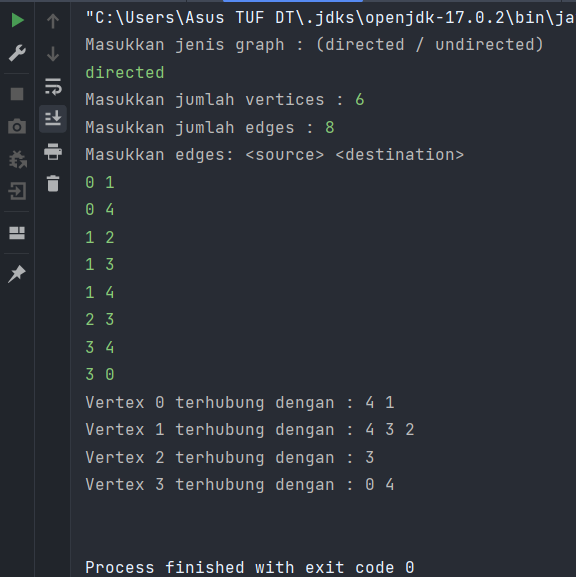 "C:\Users\Asus TUF DT\.jdks\openjdk-17.0.2\bin\ja
Masukkan jenis graph : (directed / undirected)
directed
Masukkan jumlah vertices : 6
Masukkan jumlah edges : 8
Masukkan edges: <source> <destination>
0 1
0 4
1 2
1 3
1 4
2 3
3 4
3 0
Vertex 0 terhubung dengan : 4 1
Vertex 1 terhubung dengan : 4 3 2
Vertex 2 terhubung dengan : 3
Vertex 3 terhubung dengan : 0 4
Process finished with exit code 0